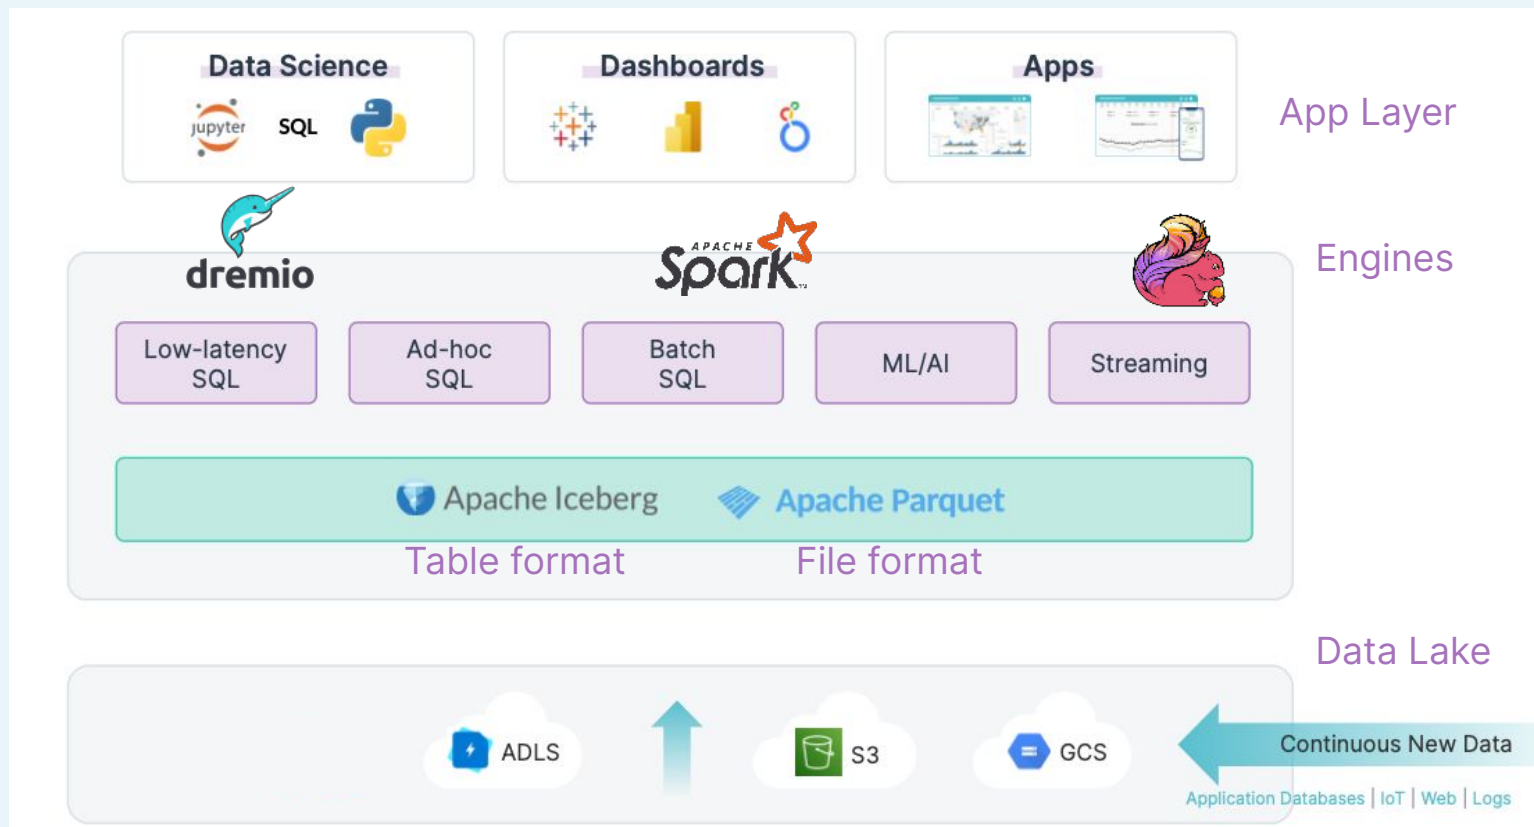 Data Science
Dashboards
Apps
jupyter
SQL
App Layer
dremio
APACHE
Spark
Engines
Low-latency
SQL
Ad-hoc
SQL
Batch
SQL
ML/AI
Streaming
Apache Iceberg
Apache Parquet
Table format
File format
Data Lake
ADLS
S3
GCS
Continuous New Data
Application Databases | IoT | Web | Logs